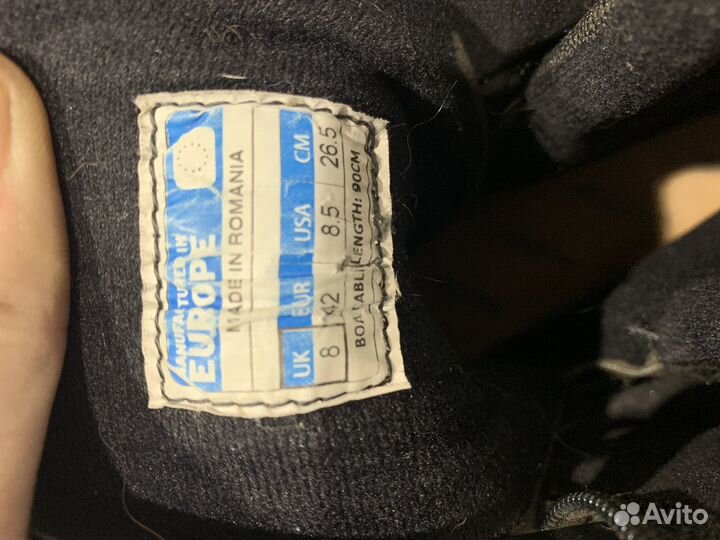 MANUFACTURED IN
EUROPE
MADE IN ROMANIA
UK EUR USA CM
8 42 8.5 26.5
BOA CABLE LENGTH: 90CM
Avito